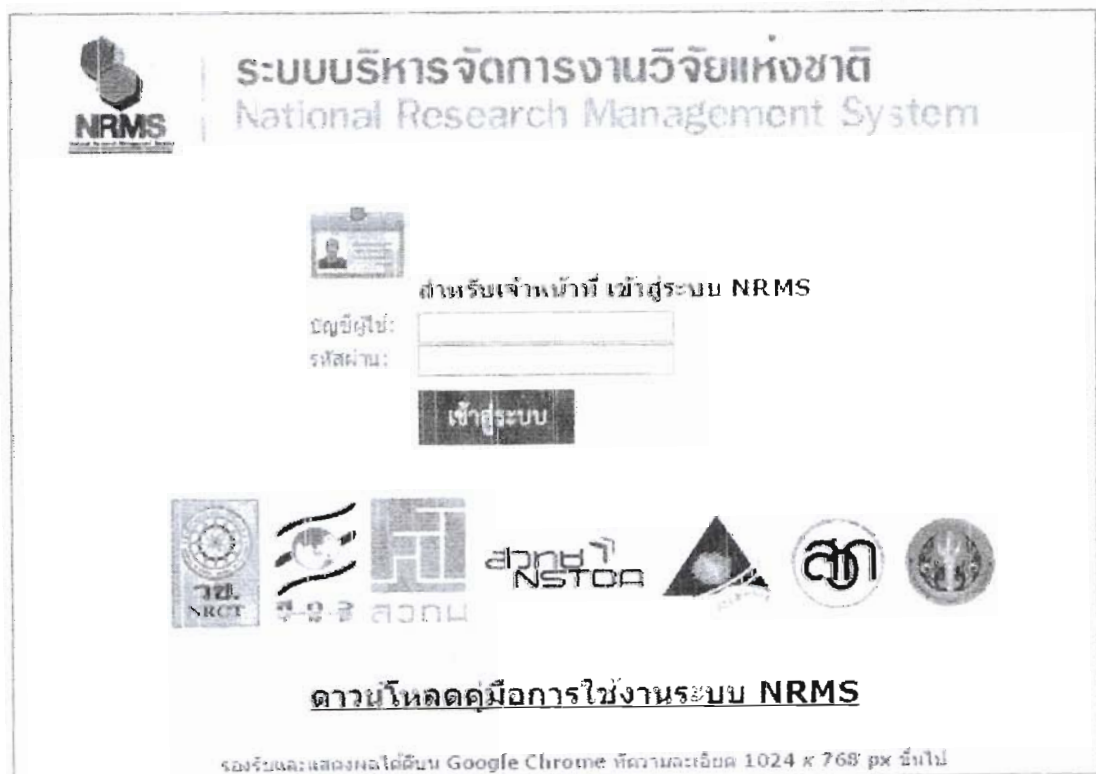 ระบบบริหารจัดการงานวิจัยแห่งชาติ
National Research Management System
NRMS
National Research Management System
สำหรับเจ้าหน้าที่ เข้าสู่ระบบ NRMS
บัญชีผู้ใช้:
รหัสผ่าน:
เข้าสู่ระบบ
วช.
NRCT
สวทน
สวทช
NSTDA
สวก
ดาวน์โหลดคู่มือการใช้งานระบบ NRMS
รองรับและแสดงผลได้ดีบน Google Chrome ที่ความละเอียด 1024 x 768 px ขึ้นไป